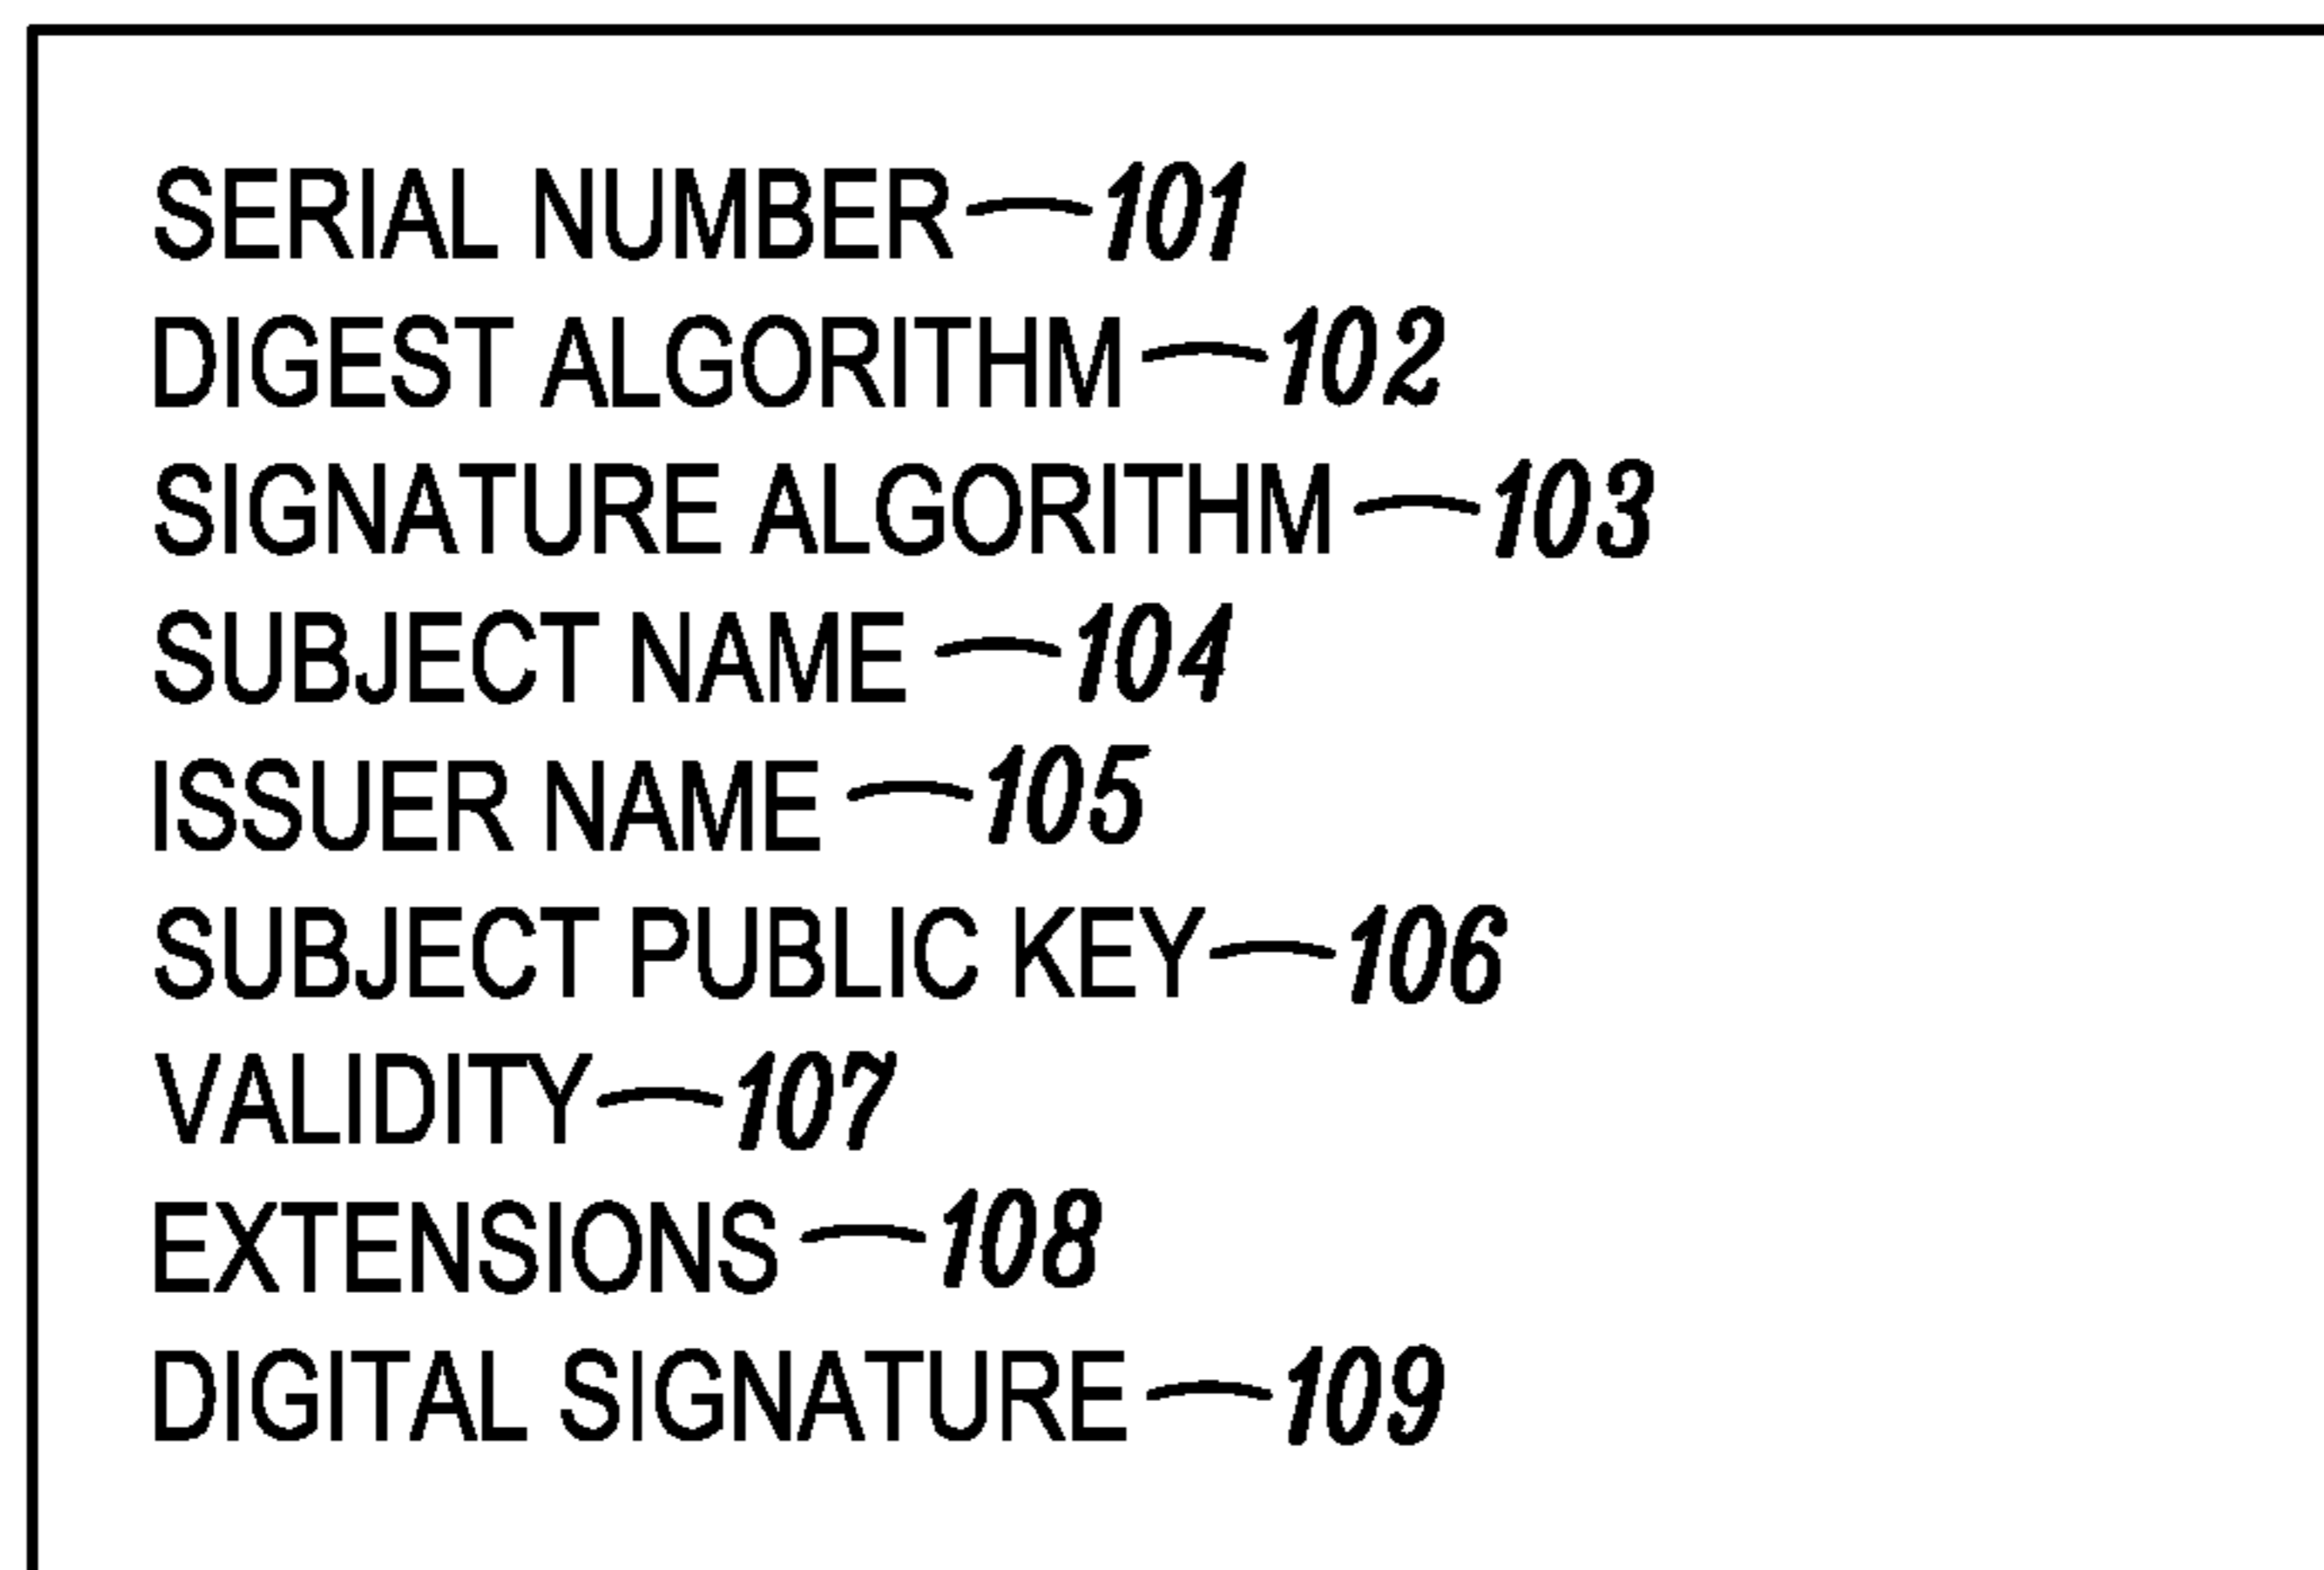 SERIAL NUMBER 101
DIGEST ALGORITHM 102
SIGNATURE ALGORITHM 103
SUBJECT NAME 104
ISSUER NAME 105
SUBJECT PUBLIC KEY 106
VALIDITY 107
EXTENSIONS 108
DIGITAL SIGNATURE 109